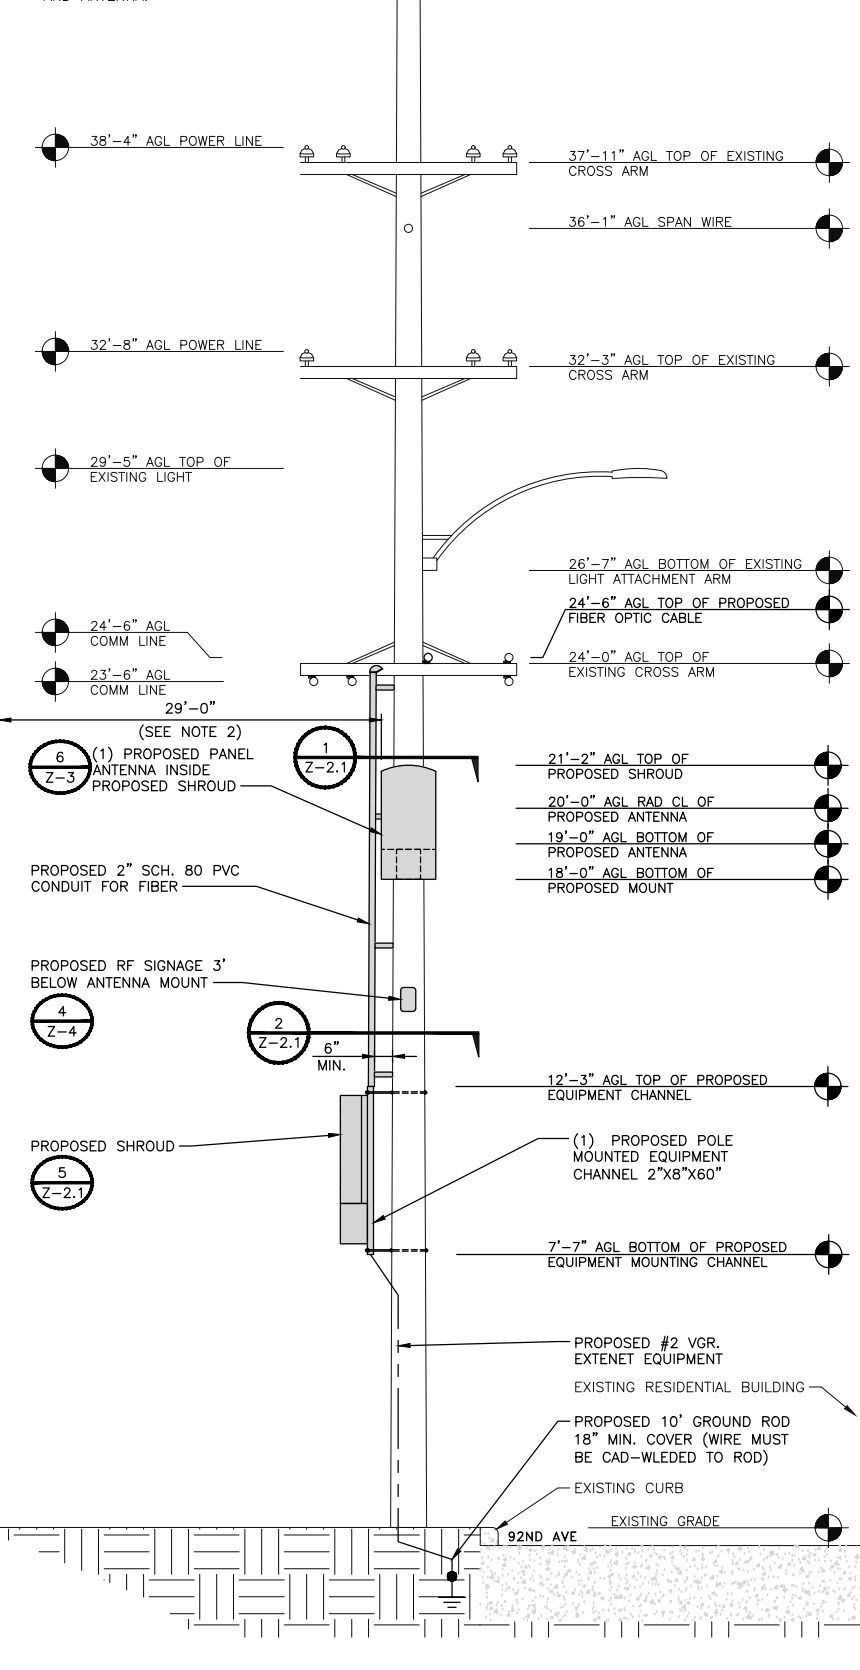 38'-4" AGL POWER LINE
37'-11" AGL TOP OF EXISTING
CROSS ARM
36'-1" AGL SPAN WIRE
32'-8" AGL POWER LINE
32'-3" AGL TOP OF EXISTING
CROSS ARM
29'-5" AGL TOP OF
EXISTING LIGHT
26'-7" AGL BOTTOM OF EXISTING
LIGHT ATTACHMENT ARM
24'-6" AGL TOP OF PROPOSED
FIBER OPTIC CABLE
24'-6" AGL
COMM LINE
24'-0" AGL TOP OF
EXISTING CROSS ARM
23'-6" AGL
COMM LINE
29'-0"
(SEE NOTE 2)
6
Z-3
(1) PROPOSED PANEL
ANTENNA INSIDE
PROPOSED SHROUD
1
Z-2.1
21'-2" AGL TOP OF
PROPOSED SHROUD
20'-0" AGL RAD CL OF
PROPOSED ANTENNA
19'-0" AGL BOTTOM OF
PROPOSED ANTENNA
18'-0" AGL BOTTOM OF
PROPOSED MOUNT
PROPOSED 2" SCH. 80 PVC
CONDUIT FOR FIBER
PROPOSED RF SIGNAGE 3'
BELOW ANTENNA MOUNT
4
Z-4
2
Z-2.1
6"
MIN.
12'-3" AGL TOP OF PROPOSED
EQUIPMENT CHANNEL
PROPOSED SHROUD
5
Z-2.1
(1) PROPOSED POLE
MOUNTED EQUIPMENT
CHANNEL 2"X8"X60"
7'-7" AGL BOTTOM OF PROPOSED
EQUIPMENT MOUNTING CHANNEL
PROPOSED #2 VGR.
EXTENET EQUIPMENT
EXISTING RESIDENTIAL BUILDING
PROPOSED 10' GROUND ROD
18" MIN. COVER (WIRE MUST
BE CAD-WLEDED TO ROD)
EXISTING CURB
EXISTING GRADE
92ND AVE